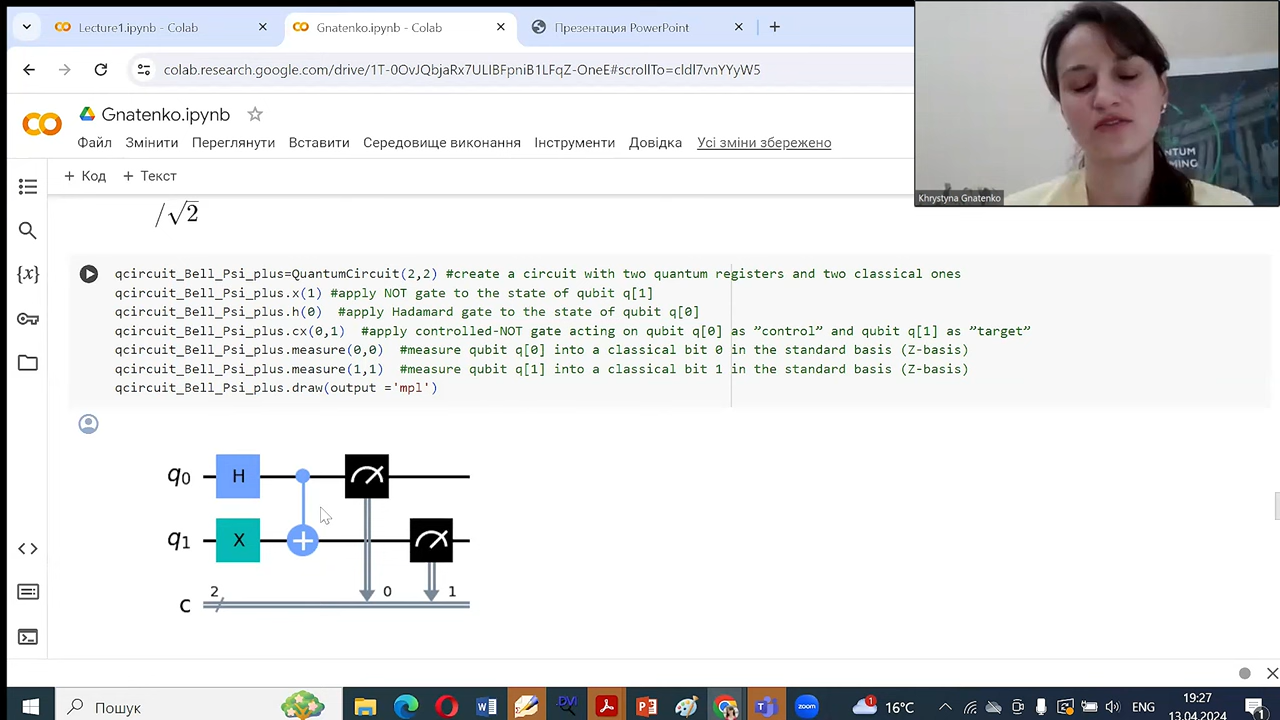 Lecture1.ipynb - Colab
Gnatenko.ipynb - Colab
Презентация PowerPoint
colab.research.google.com/drive/1T-0OvJQbjaRx7ULIBFpniB1LFqZ-OneE#scrollTo=cldl7vnYYyW5
Gnatenko.ipynb
Файл Змінити Переглянути Вставити Середовище виконання Інструменти Довідка Усі зміни збережено
+ Код + Текст
Khrystyna Gnatenko
/√2
qcircuit_Bell_Psi_plus=QuantumCircuit(2,2) #create a circuit with two quantum registers and two classical ones
qcircuit_Bell_Psi_plus.x(1) #apply NOT gate to the state of qubit q[1]
qcircuit_Bell_Psi_plus.h(0) #apply Hadamard gate to the state of qubit q[0]
qcircuit_Bell_Psi_plus.cx(0,1) #apply controlled-NOT gate acting on qubit q[0] as ”control” and qubit q[1] as ”target”
qcircuit_Bell_Psi_plus.measure(0,0) #measure qubit q[0] into a classical bit 0 in the standard basis (Z-basis)
qcircuit_Bell_Psi_plus.measure(1,1) #measure qubit q[1] into a classical bit 1 in the standard basis (Z-basis)
qcircuit_Bell_Psi_plus.draw(output ='mpl')
q0 H
q1 X
2 0 1
c
Пошук
16°C
ENG
19:27
13.04.2024